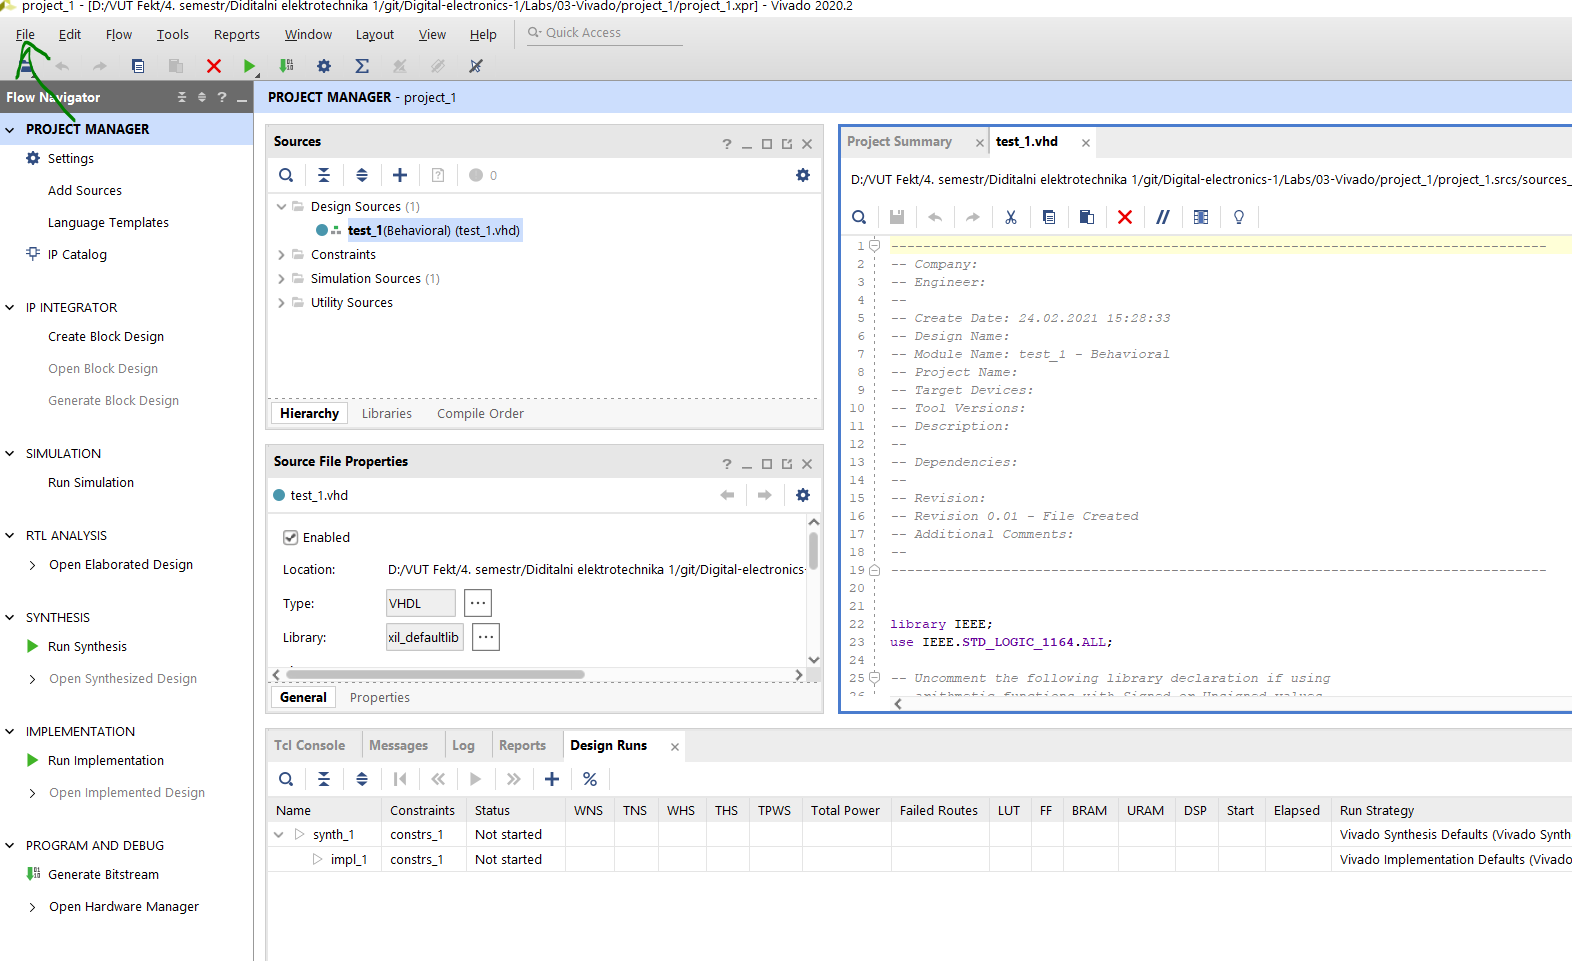 project_1 - [D:/VUT Fekt/4. semestr/Diditalni elektrotechnika 1/git/Digital-electronics-1/Labs/03-Vivado/project_1/project_1.xpr] - Vivado 2020.2
File Edit Flow Tools Reports Window Layout View Help Quick Access
Flow Navigator
PROJECT MANAGER
Settings
Add Sources
Language Templates
IP Catalog
IP INTEGRATOR
Create Block Design
Open Block Design
Generate Block Design
SIMULATION
Run Simulation
RTL ANALYSIS
Open Elaborated Design
SYNTHESIS
Run Synthesis
Open Synthesized Design
IMPLEMENTATION
Run Implementation
Open Implemented Design
PROGRAM AND DEBUG
Generate Bitstream
Open Hardware Manager
PROJECT MANAGER - project_1
Sources
0
Design Sources (1)
test_1(Behavioral) (test_1.vhd)
Constraints
Simulation Sources (1)
Utility Sources
Hierarchy Libraries Compile Order
Source File Properties
test_1.vhd
Enabled
Location: D:/VUT Fekt/4. semestr/Diditalni elektrotechnika 1/git/Digital-electronics-
Type: VHDL
Library: xil_defaultlib
General Properties
Project Summary test_1.vhd
D:/VUT Fekt/4. semestr/Diditalni elektrotechnika 1/git/Digital-electronics-1/Labs/03-Vivado/project_1/project_1.srcs/sources_
1 ----------------------------------------------------------------------------------
2 -- Company:
3 -- Engineer:
4 --
5 -- Create Date: 24.02.2021 15:28:33
6 -- Design Name:
7 -- Module Name: test_1 - Behavioral
8 -- Project Name:
9 -- Target Devices:
10 -- Tool Versions:
11 -- Description:
12 --
13 -- Dependencies:
14 --
15 -- Revision:
16 -- Revision 0.01 - File Created
17 -- Additional Comments:
18 --
19 ----------------------------------------------------------------------------------
20
21
22 library IEEE;
23 use IEEE.STD_LOGIC_1164.ALL;
24
25 -- Uncomment the following library declaration if using
26 -- arithmetic functions with Signed or Unsigned values
Tcl Console Messages Log Reports Design Runs
Name Constraints Status WNS TNS WHS THS TPWS Total Power Failed Routes LUT FF BRAM URAM DSP Start Elapsed Run Strategy
synth_1 constrs_1 Not started Vivado Synthesis Defaults (Vivado Synth
impl_1 constrs_1 Not started Vivado Implementation Defaults (Vivado